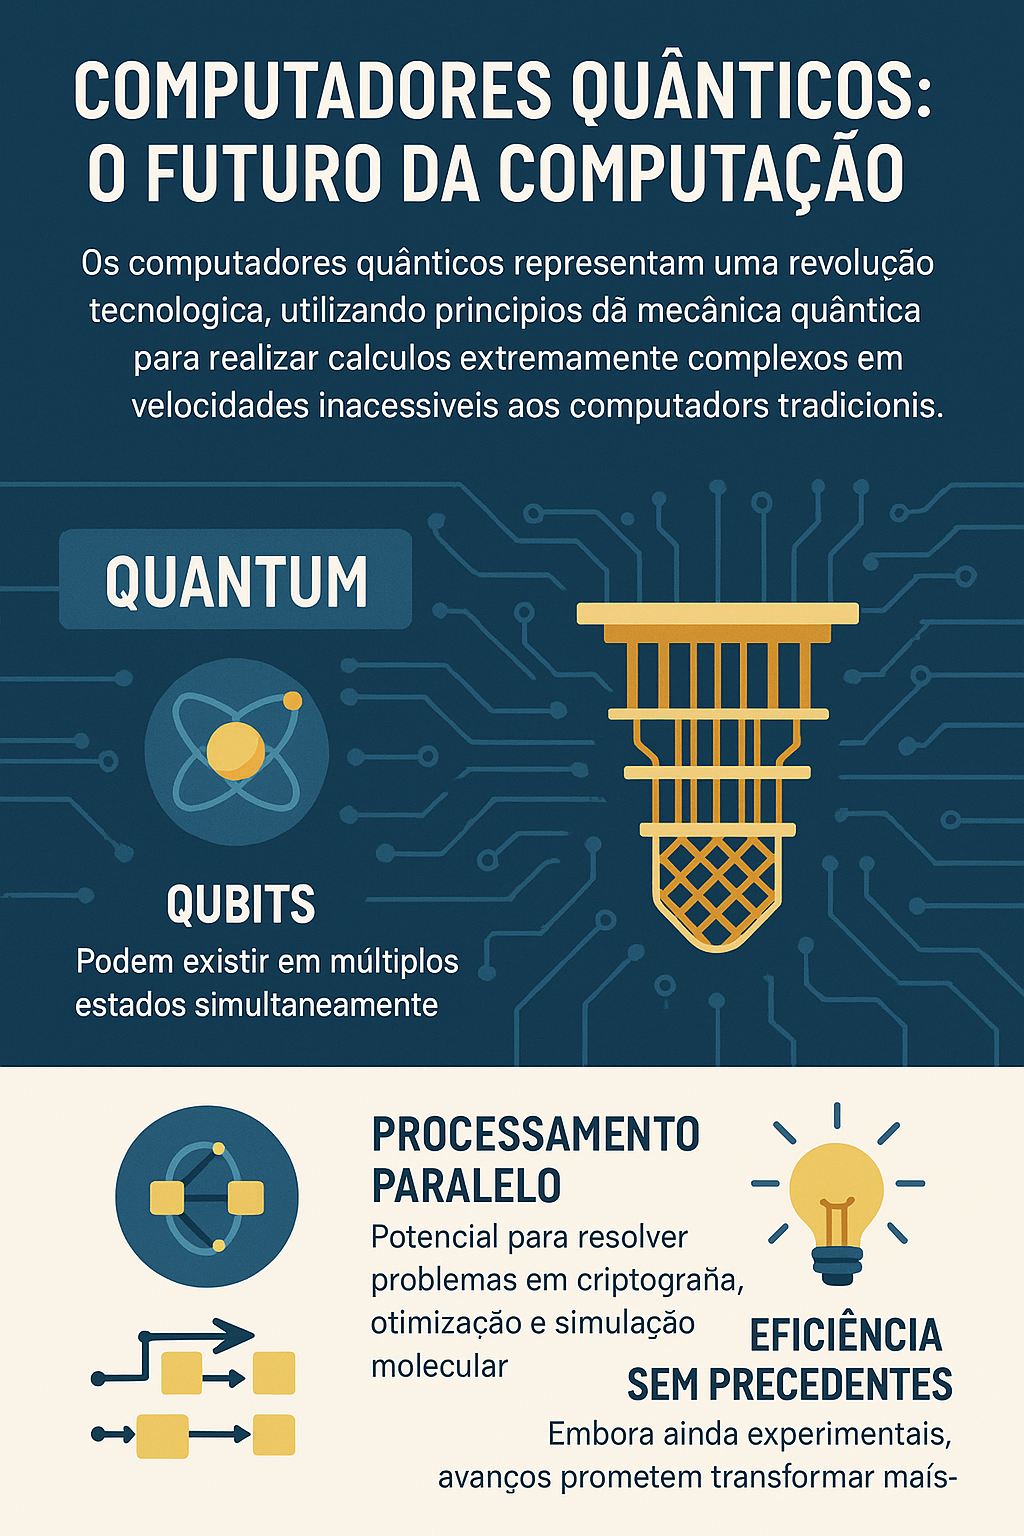 COMPUTADORES QUÂNTICOS:
O FUTURO DA COMPUTAÇÃO
Os computadores quânticos representam uma revolução
tecnologica, utilizando principios dã mecânica quântica
para realizar calculos extremamente complexos em
velocidades inacessiveis aos computadors tradicionis.
QUANTUM
QUBITS
Podem existir em múltiplos
estados simultaneamente
PROCESSAMENTO
PARALELO
Potencial para resolver
problemas em criptograña,
otimização e simulação
molecular
EFICIÊNCIA
SEM PRECEDENTES
Embora ainda experimentais,
avanços prometem transformar maís-